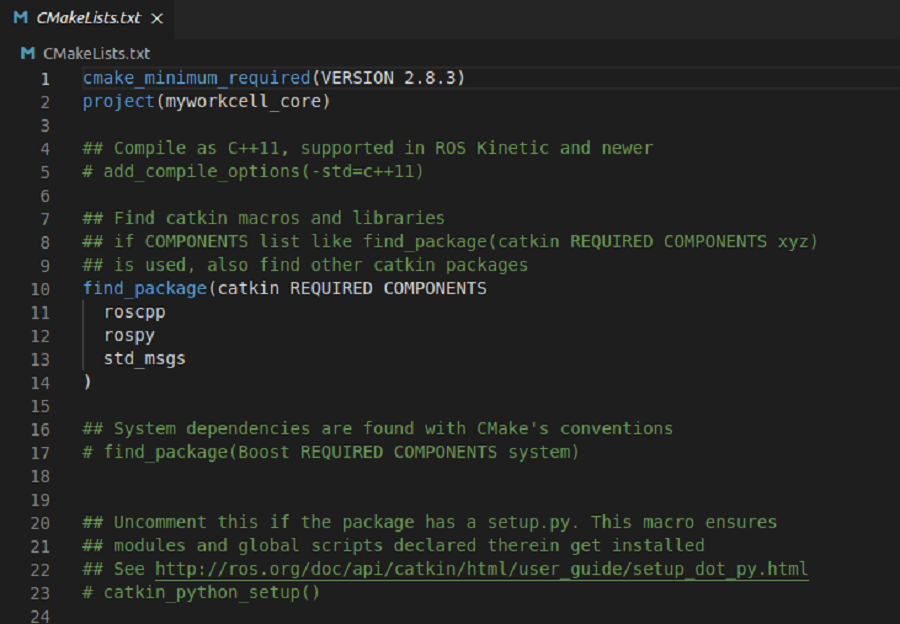 M CMakeLists.txt ×
M CMakeLists.txt
1 cmake_minimum_required(VERSION 2.8.3)
2 project(myworkcell_core)
3
4 ## Compile as C++11, supported in ROS Kinetic and newer
5 # add_compile_options(-std=c++11)
6
7 ## Find catkin macros and libraries
8 ## if COMPONENTS list like find_package(catkin REQUIRED COMPONENTS xyz)
9 ## is used, also find other catkin packages
10 find_package(catkin REQUIRED COMPONENTS
11   roscpp
12   rospy
13   std_msgs
14 )
15
16 ## System dependencies are found with CMake's conventions
17 # find_package(Boost REQUIRED COMPONENTS system)
18
19
20 ## Uncomment this if the package has a setup.py. This macro ensures
21 ## modules and global scripts declared therein get installed
22 ## See http://ros.org/doc/api/catkin/html/user_guide/setup_dot_py.html
23 # catkin_python_setup()
24